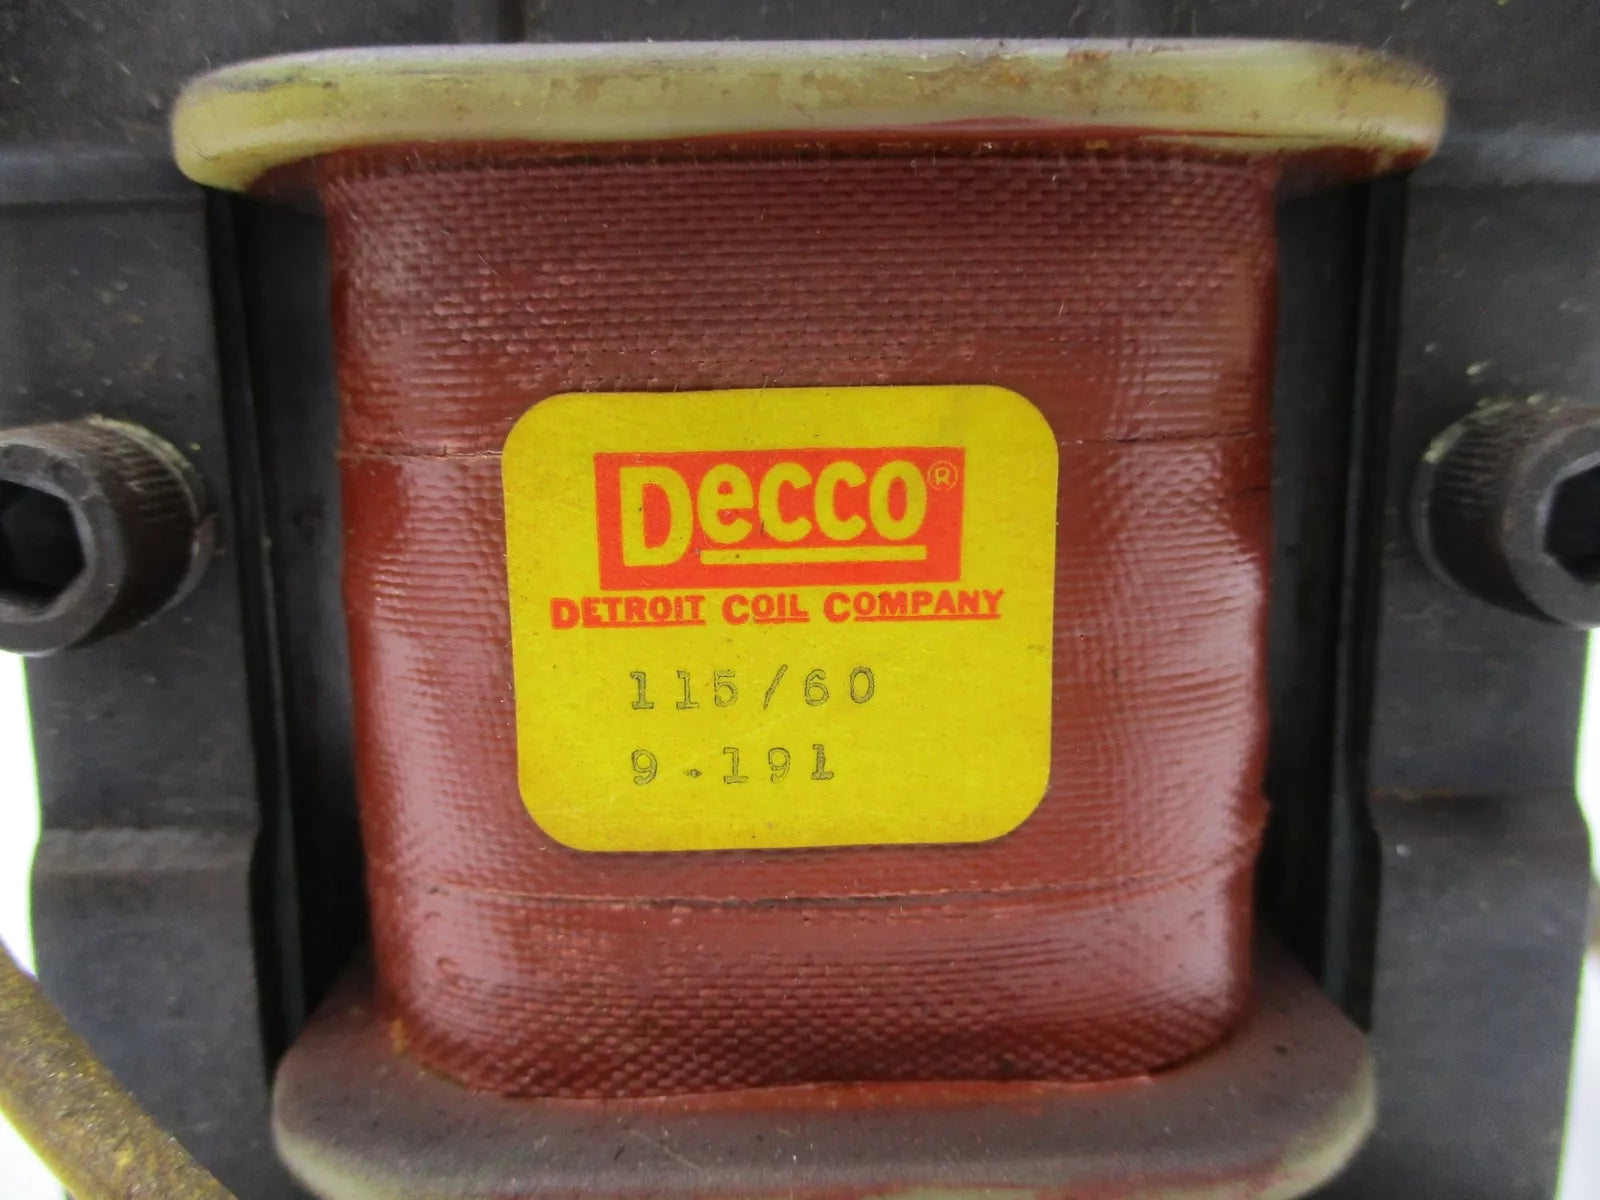 Decco®
DETROIT COIL COMPANY
115/60
9-191